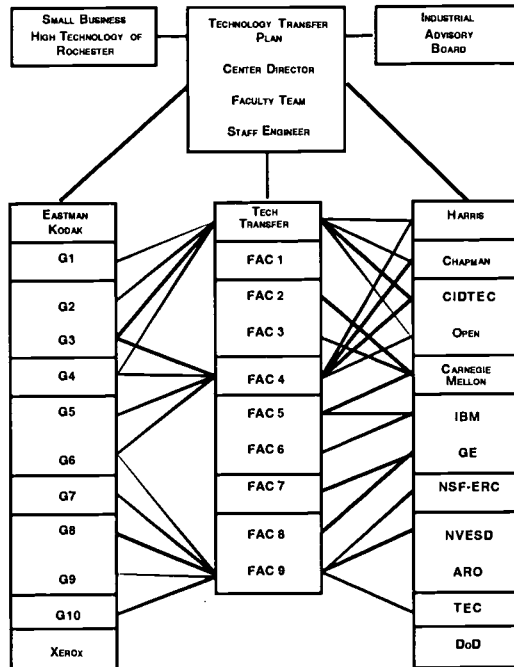 SMALL BUSINESS
HIGH TECHNOLOGY OF
ROCHESTER
TECHNOLOGY TRANSFER
PLAN
CENTER DIRECTOR
FACULTY TEAM
STAFF ENGINEER
INDUSTRIAL
ADVISORY
BOARD
EASTMAN
KODAK
G1
G2
G3
G4
G5
G6
G7
G8
G9
G10
XEROX
TECH
TRANSFER
FAC 1
FAC 2
FAC 3
FAC 4
FAC 5
FAC 6
FAC 7
FAC 8
FAC 9
HARRIS
CHAPMAN
CIDTEC
OPEN
CARNEGIE
MELLON
IBM
GE
NSF-ERC
NVESD
ARO
TEC
DOD